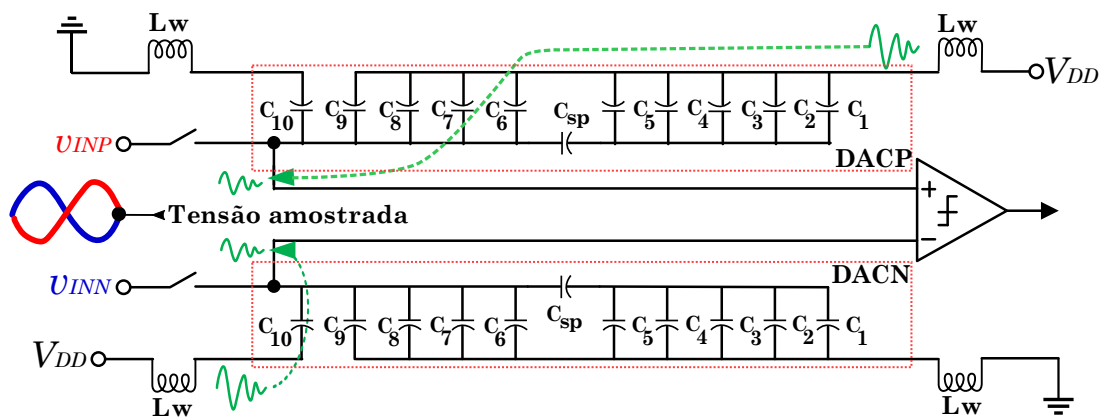 Lw
Lw
VDD
C10 C9 C8 C7 C6 Csp C5 C4 C3 C2 C1
vINP
DACP
+
Tensão amostrada
−
vINN
DACN
C10 C9 C8 C7 C6 Csp C5 C4 C3 C2 C1
VDD
Lw
Lw